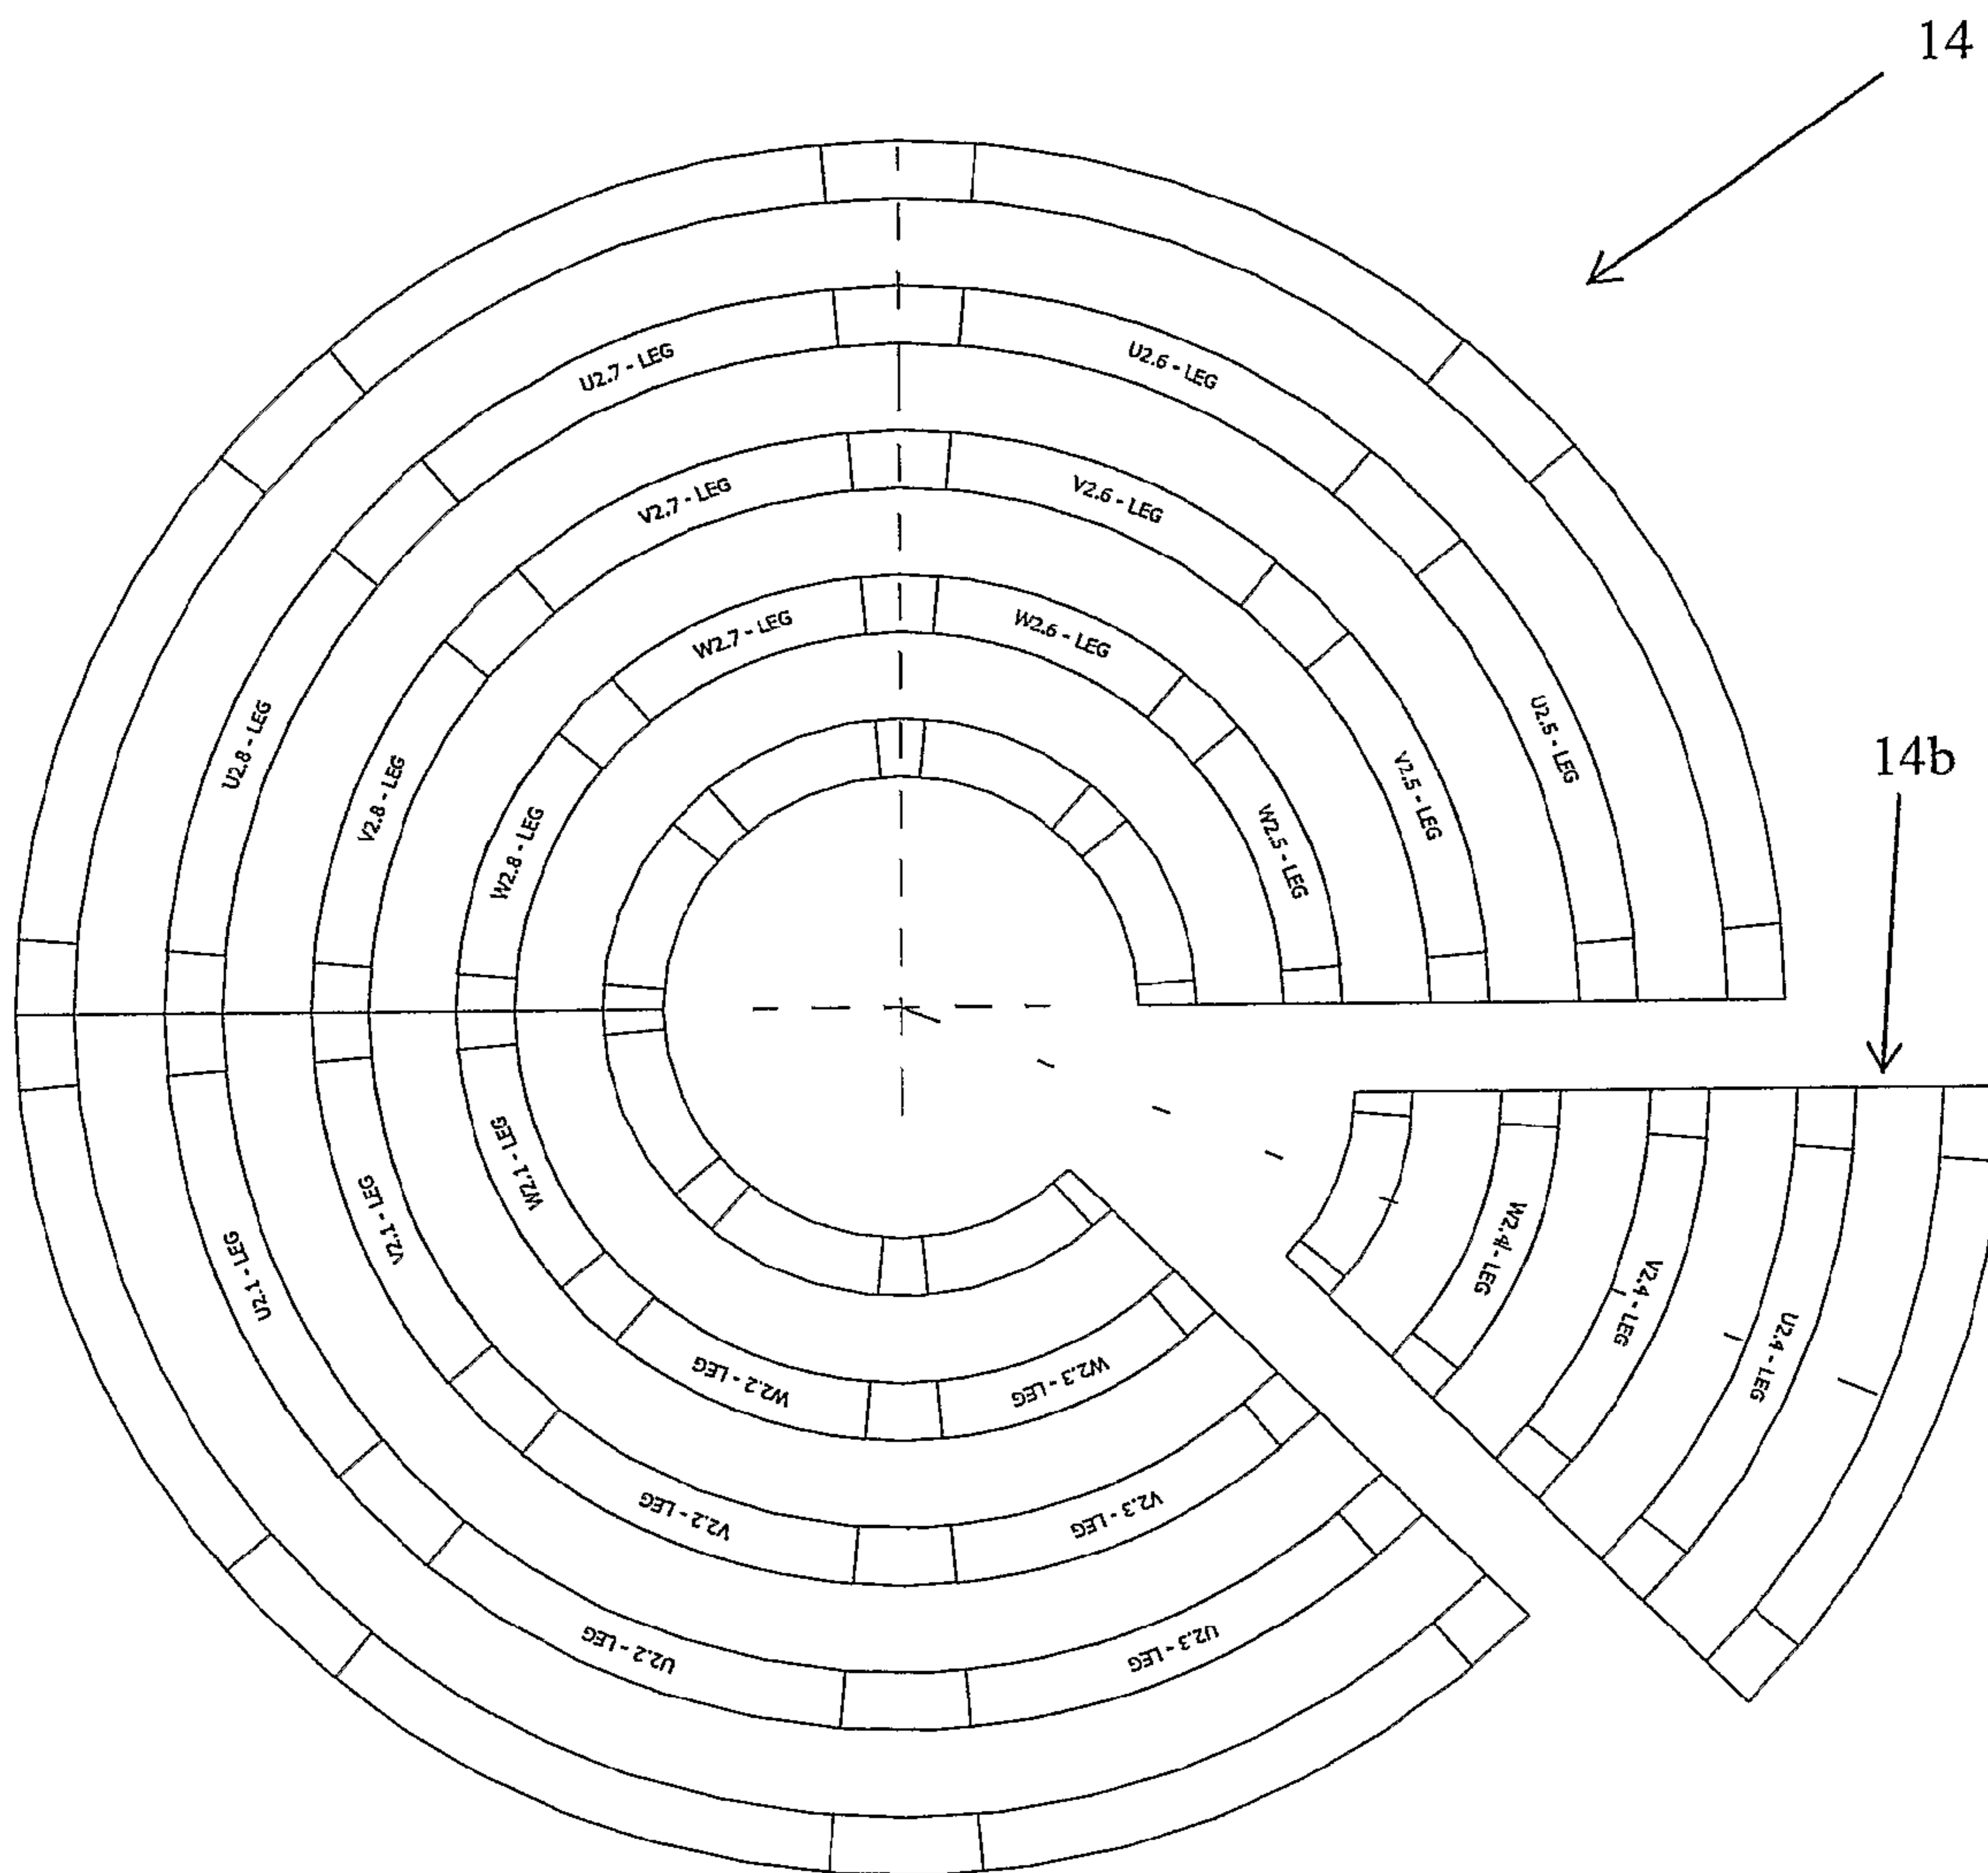 14
U2.7 - LEG
U2.6 - LEG
V2.7 - LEG
V2.6 - LEG
W2.7 - LEG
W2.6 - LEG
U2.8 - LEG
V2.8 - LEG
W2.8 - LEG
W2.5 - LEG
V2.5 - LEG
U2.5 - LEG
14b
U2.1 - LEG
V2.1 - LEG
W2.1 - LEG
W2.4 - LEG
V2.4 - LEG
U2.4 - LEG
W2.2 - LEG
W2.3 - LEG
V2.2 - LEG
V2.3 - LEG
U2.2 - LEG
U2.3 - LEG